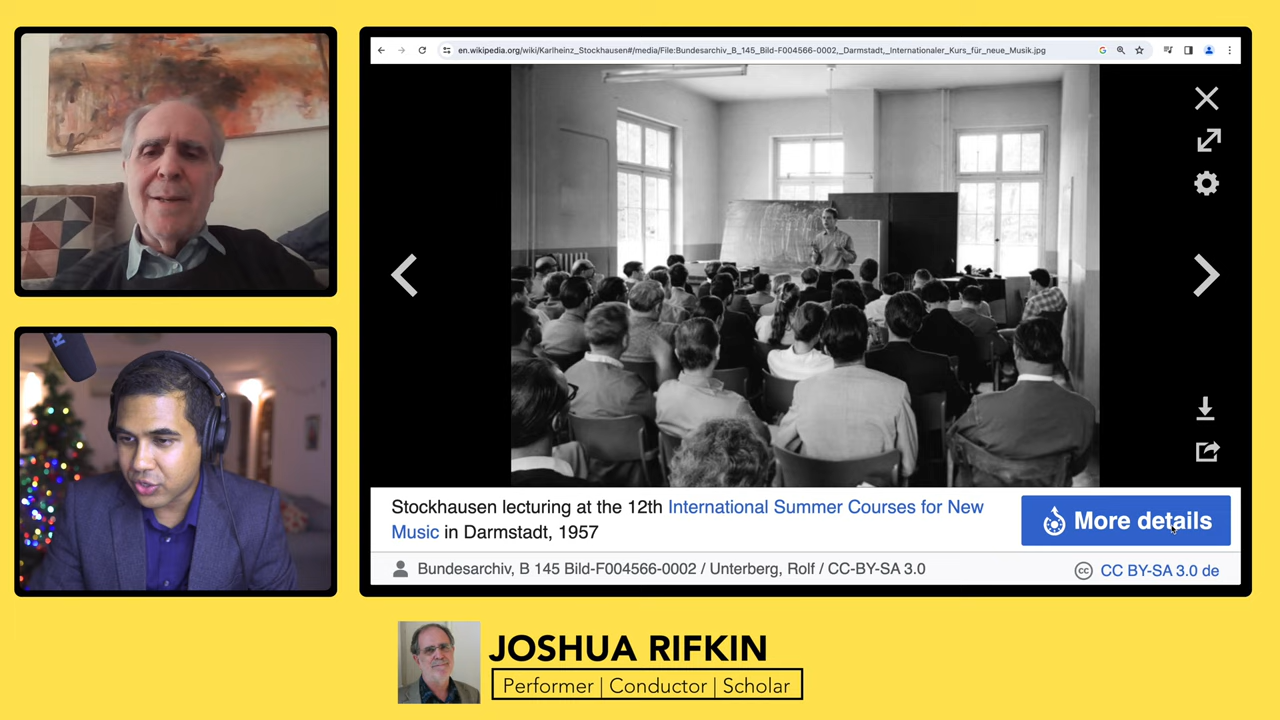 en.wikipedia.org/wiki/Karlheinz_Stockhausen#/media/File:Bundesarchiv_B_145_Bild-F004566-0002,_Darmstadt,_Internationaler_Kurs_für_neue_Musik.jpg
Stockhausen lecturing at the 12th International Summer Courses for New
Music in Darmstadt, 1957
More details
Bundesarchiv, B 145 Bild-F004566-0002 / Unterberg, Rolf / CC-BY-SA 3.0
cc CC BY-SA 3.0 de
JOSHUA RIFKIN
Performer | Conductor | Scholar